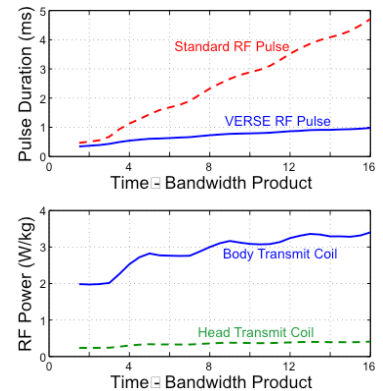 Pulse Duration (ms)
5
4
3
2
1
0
Standard RF Pulse
VERSE RF Pulse
0 4 8 12 16
Time - Bandwidth Product
RF Power (W/kg)
4
3
2
1
0
Body Transmit Coil
Head Transmit Coil
0 4 8 12 16
Time - Bandwidth Product